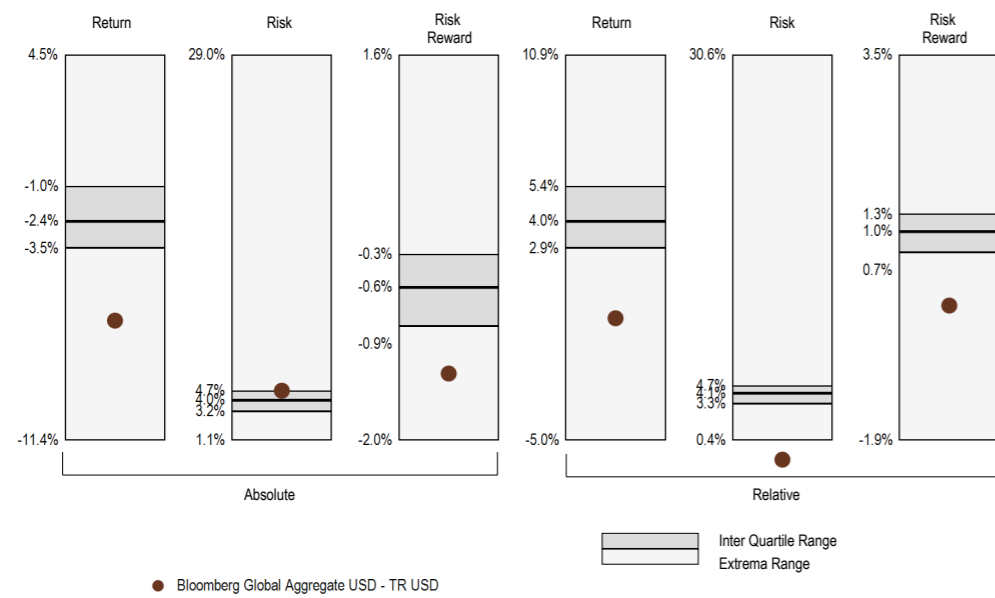 Return
Risk
Risk
Reward
Return
Risk
Risk
Reward
4.5%
29.0%
1.6%
10.9%
30.6%
3.5%
-1.0%
-2.4%
-3.5%
-11.4%
4.7%
4.0%
3.2%
1.1%
-0.3%
-0.6%
-0.9%
-2.0%
5.4%
4.0%
2.9%
-5.0%
4.7%
4.1%
3.3%
0.4%
1.3%
1.0%
0.7%
-1.9%
Absolute
Relative
Inter Quartile Range
Extrema Range
Bloomberg Global Aggregate USD - TR USD